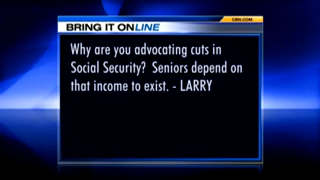 CBN.COM
BRING IT ONLINE
Why are you advocating cuts in
Social Security?  Seniors depend on
that income to exist. - LARRY